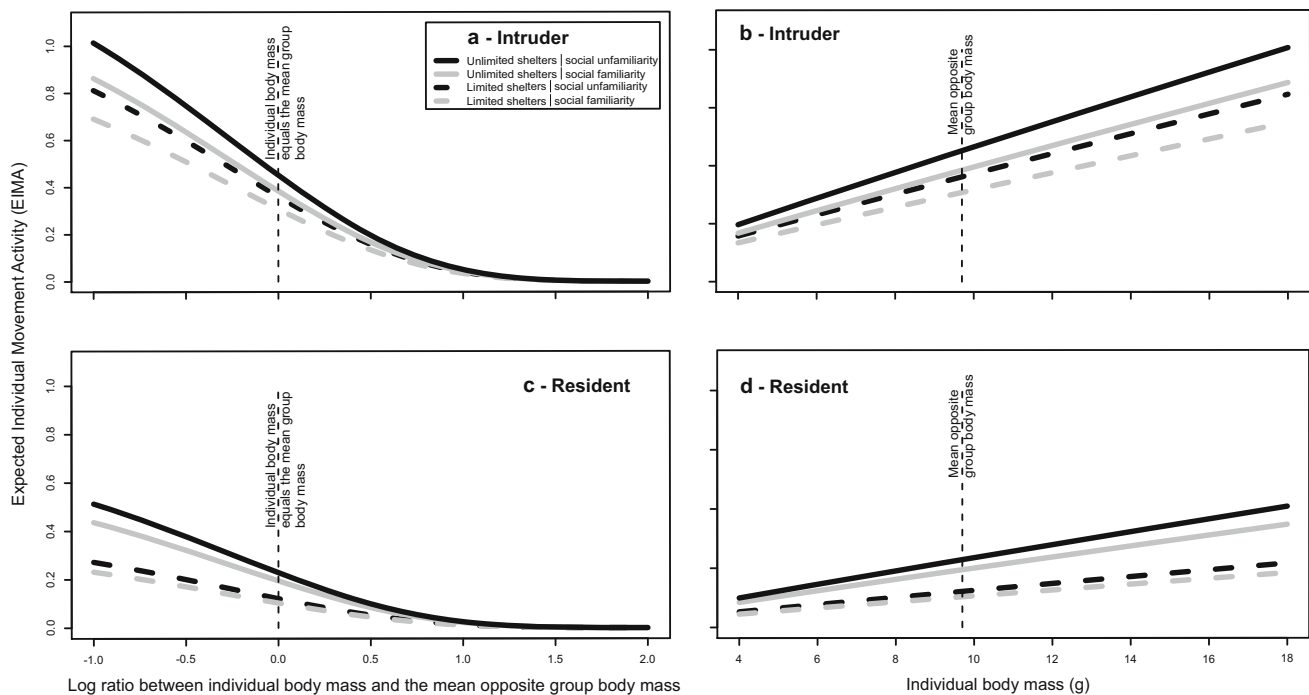 Expected Individual Movement Activity (EIMA)
a - Intruder
Unlimited shelters | social unfamiliarity
Unlimited shelters | social familiarity
Limited shelters | social unfamiliarity
Limited shelters | social familiarity
Individual body mass
equals the mean group
body mass
1.0
0.8
0.6
0.4
0.2
0.0
b - Intruder
Mean opposite
group body mass
c - Resident
Individual body mass
equals the mean group
body mass
1.0
0.8
0.6
0.4
0.2
0.0
-1.0 -0.5 0.0 0.5 1.0 1.5 2.0
Log ratio between individual body mass and the mean opposite group body mass
d - Resident
Mean opposite
group body mass
4 6 8 10 12 14 16 18
Individual body mass (g)